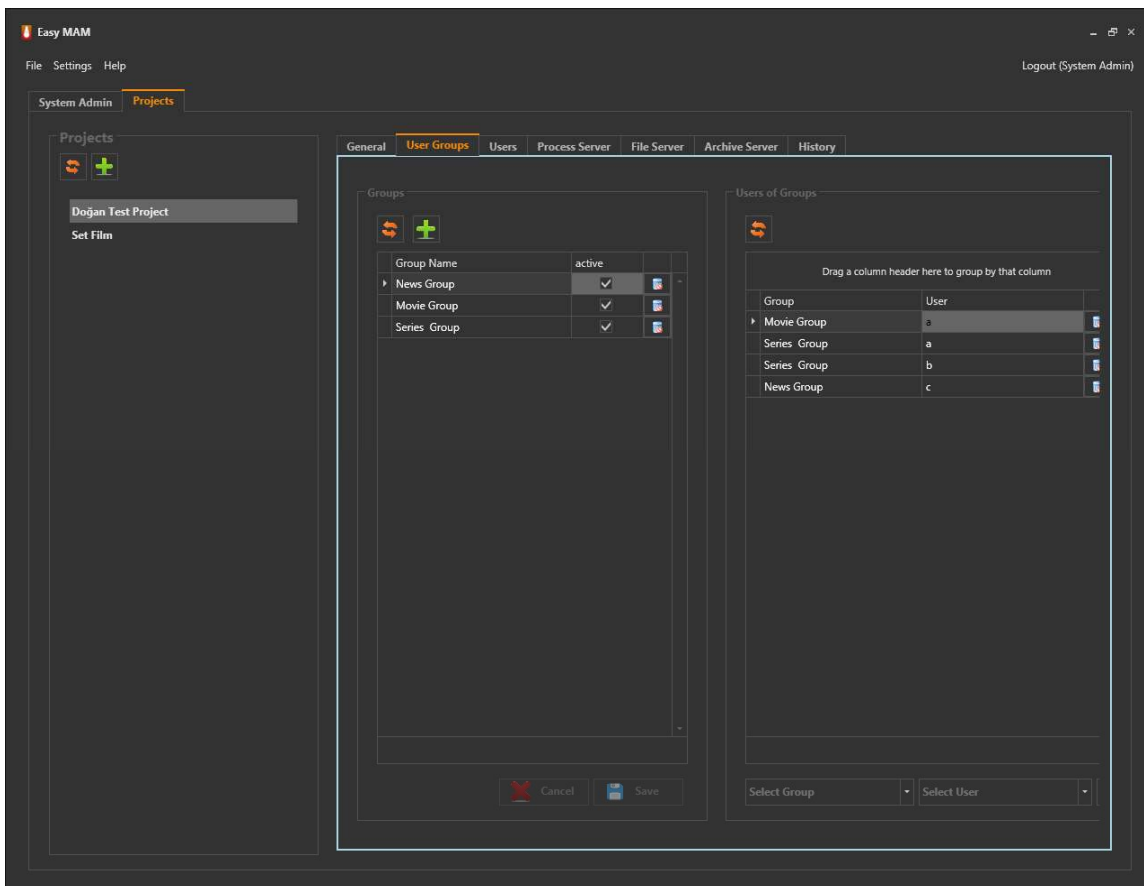 Easy MAM
File Settings Help
Logout (System Admin)
System Admin Projects
Projects
Doğan Test Project
Set Film
General User Groups Users Process Server File Server Archive Server History
Groups
Group Name active
News Group
Movie Group
Series Group
Cancel Save
Users of Groups
Drag a column header here to group by that column
Group User
Movie Group a
Series Group a
Series Group b
News Group c
Select Group Select User